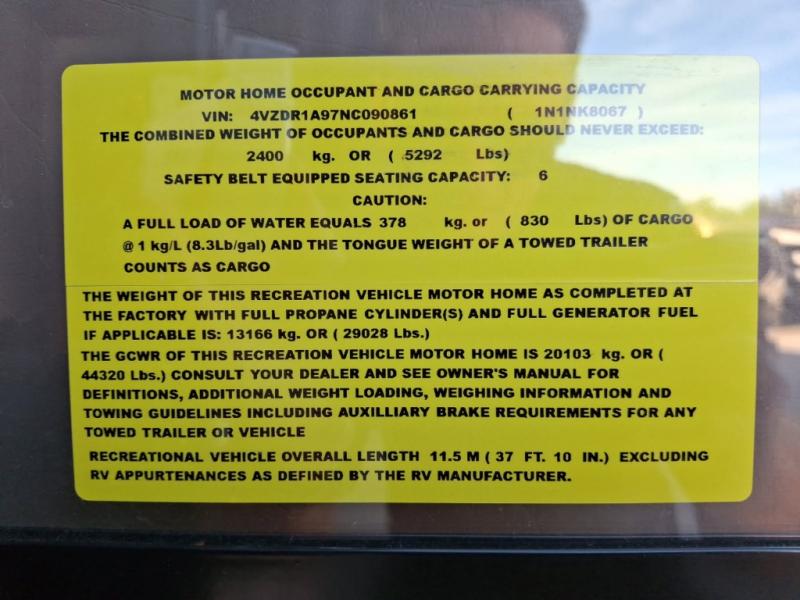 MOTOR HOME OCCUPANT AND CARGO CARRYING CAPACITY
VIN: 4VZDR1A97NC090861 ( 1N1NK8067 )
THE COMBINED WEIGHT OF OCCUPANTS AND CARGO SHOULD NEVER EXCEED:
2400 kg. OR ( 5292 Lbs)
SAFETY BELT EQUIPPED SEATING CAPACITY: 6
CAUTION:
A FULL LOAD OF WATER EQUALS 378 kg. or ( 830 Lbs) OF CARGO
@ 1 kg/L (8.3Lb/gal) AND THE TONGUE WEIGHT OF A TOWED TRAILER
COUNTS AS CARGO
THE WEIGHT OF THIS RECREATION VEHICLE MOTOR HOME AS COMPLETED AT
THE FACTORY WITH FULL PROPANE CYLINDER(S) AND FULL GENERATOR FUEL
IF APPLICABLE IS: 13166 kg. OR ( 29028 Lbs.)
THE GCWR OF THIS RECREATION VEHICLE MOTOR HOME IS 20103 kg. OR (
44320 Lbs.) CONSULT YOUR DEALER AND SEE OWNER'S MANUAL FOR
DEFINITIONS, ADDITIONAL WEIGHT LOADING, WEIGHING INFORMATION AND
TOWING GUIDELINES INCLUDING AUXILLIARY BRAKE REQUIREMENTS FOR ANY
TOWED TRAILER OR VEHICLE
RECREATIONAL VEHICLE OVERALL LENGTH 11.5 M ( 37 FT. 10 IN.) EXCLUDING
RV APPURTENANCES AS DEFINED BY THE RV MANUFACTURER.